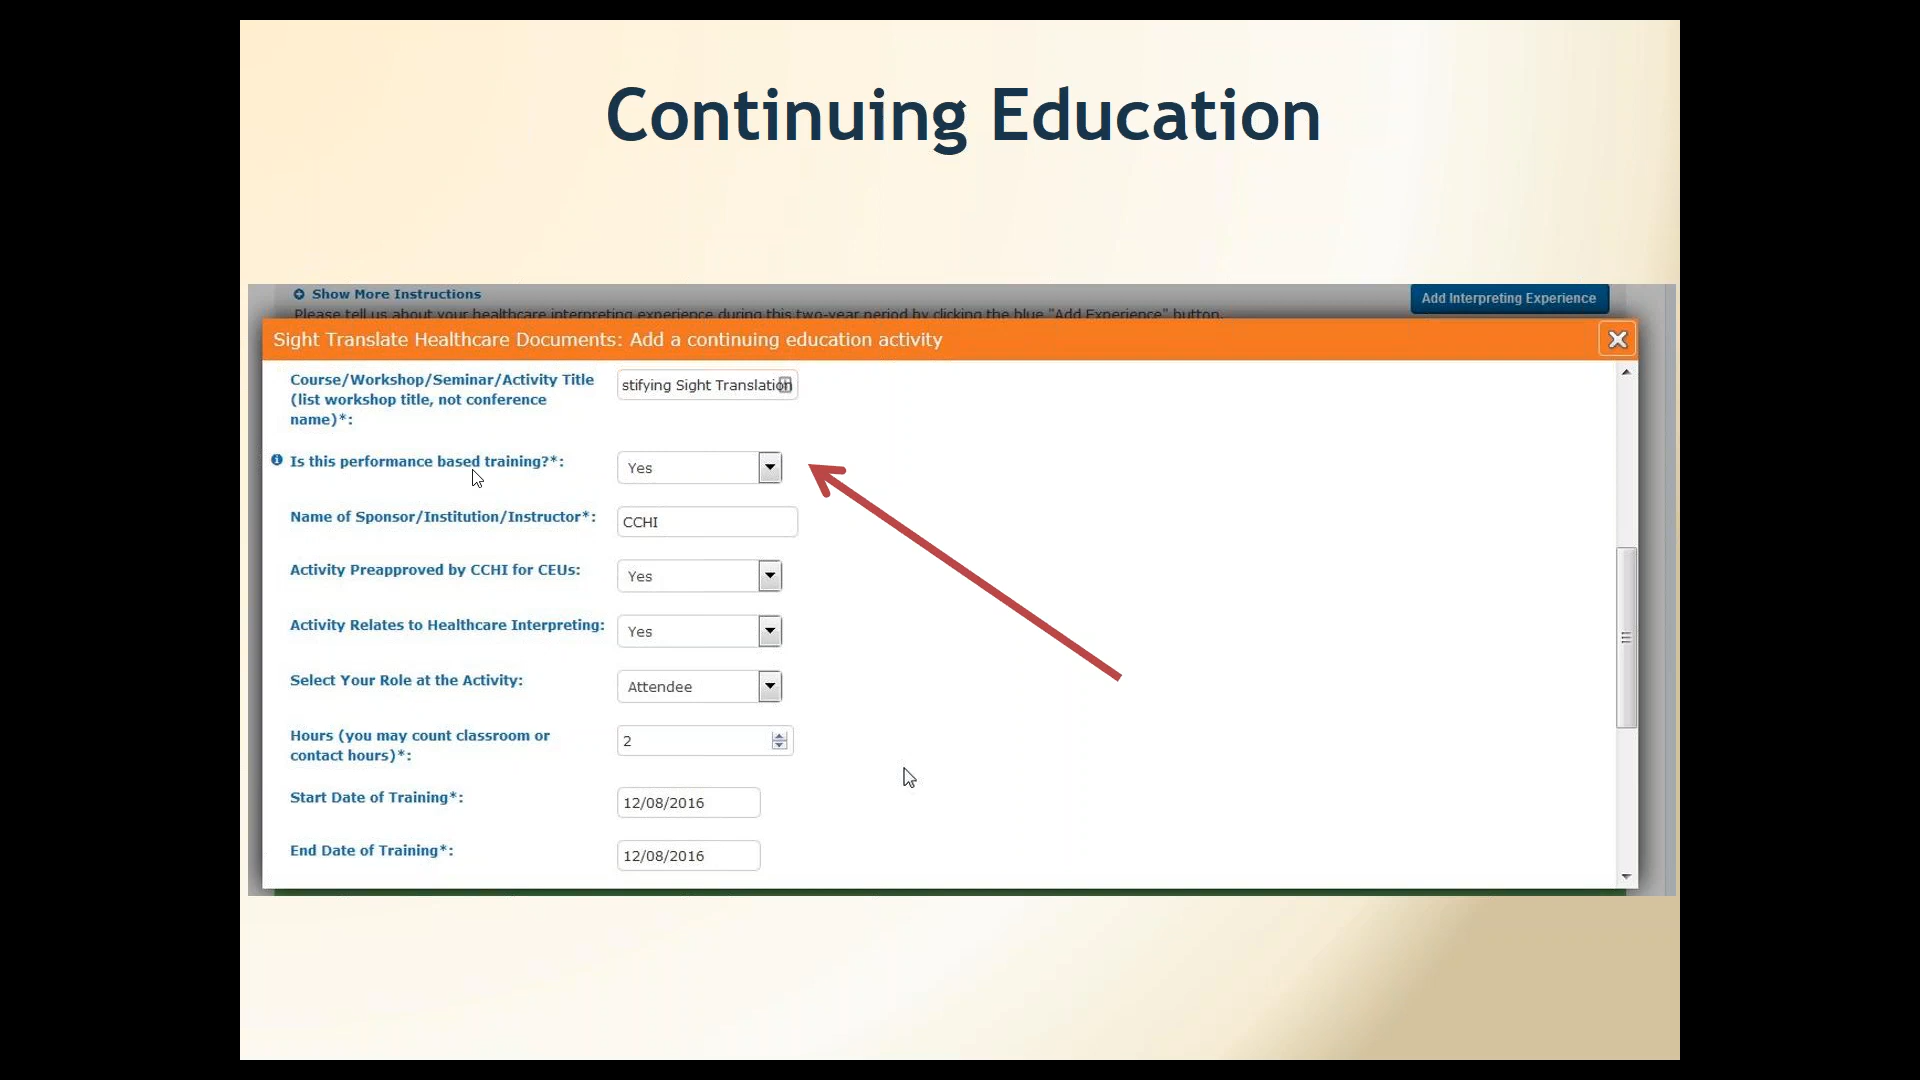 Continuing Education
Show More Instructions
Add Interpreting Experience
Please tell us about your healthcare interpreting experience during this two-year period by clicking the blue "Add Experience" button.
Sight Translate Healthcare Documents: Add a continuing education activity
Course/Workshop/Seminar/Activity Title
(list workshop title, not conference
name)*:
stifying Sight Translation
Is this performance based training?*:
Yes
Name of Sponsor/Institution/Instructor*:
CCHI
Activity Preapproved by CCHI for CEUs:
Yes
Activity Relates to Healthcare Interpreting:
Yes
Select Your Role at the Activity:
Attendee
Hours (you may count classroom or
contact hours)*:
2
Start Date of Training*:
12/08/2016
End Date of Training*:
12/08/2016